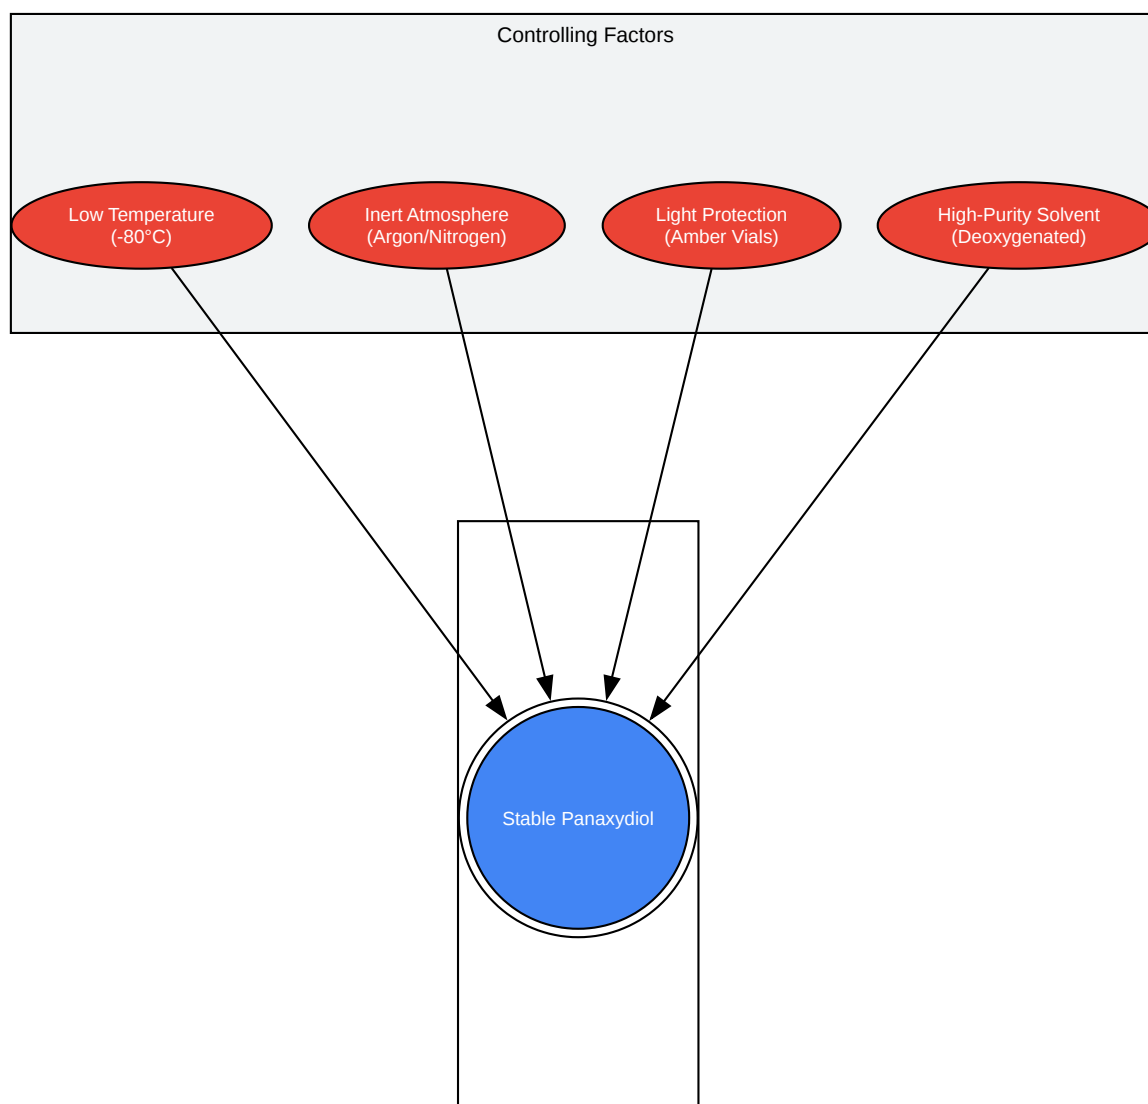 Controlling Factors
Low Temperature
(-80°C)
Inert Atmosphere
(Argon/Nitrogen)
Light Protection
(Amber Vials)
High-Purity Solvent
(Deoxygenated)
Stable Panaxydiol